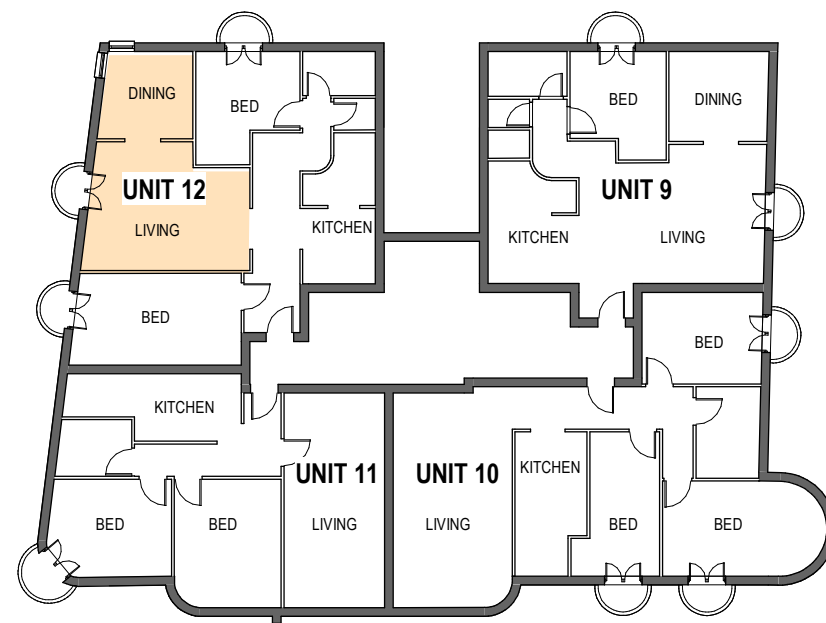 DINING
BED
BED
DINING
UNIT 12
UNIT 9
LIVING
KITCHEN
KITCHEN
LIVING
BED
BED
KITCHEN
UNIT 11
UNIT 10
KITCHEN
BED
BED
LIVING
LIVING
BED
BED